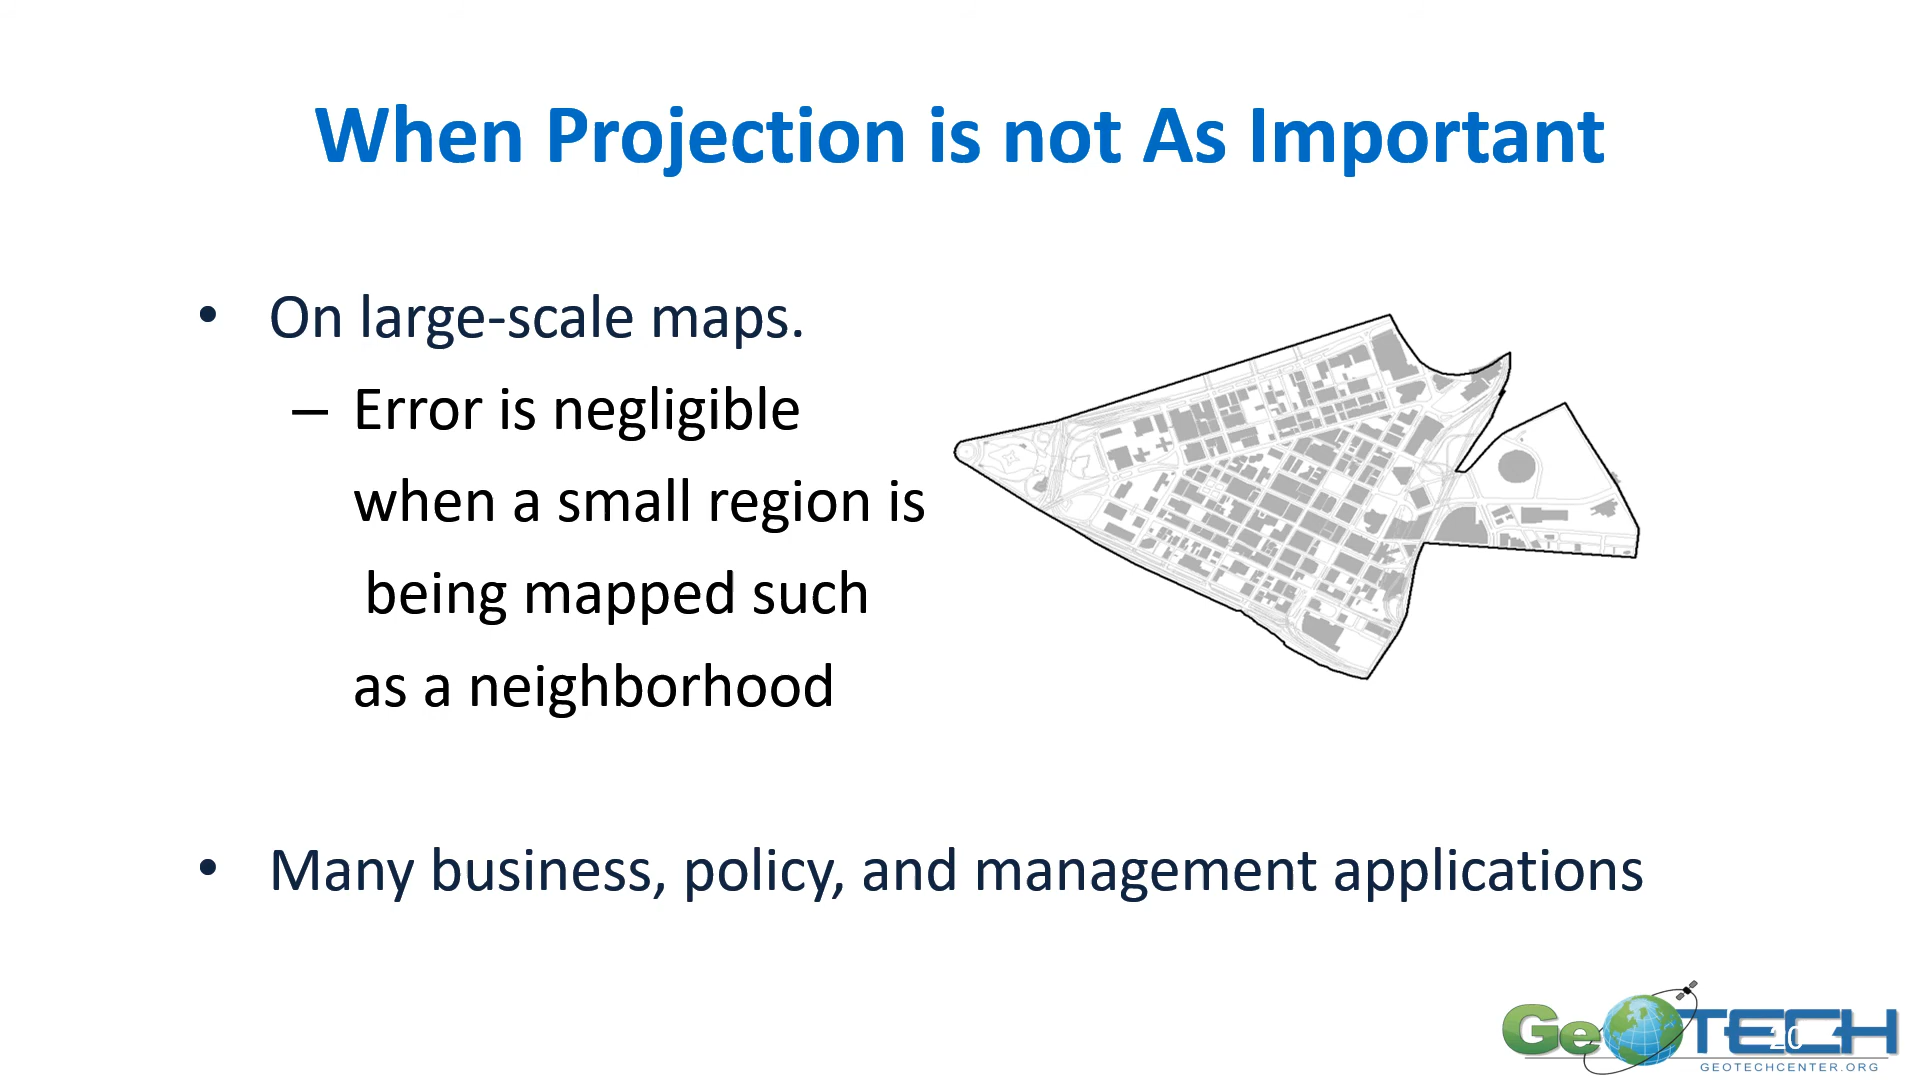 When Projection is not As Important
• On large-scale maps.
– Error is negligible
when a small region is
being mapped such
as a neighborhood
• Many business, policy, and management applications
GeoTECH
20
GEOTECHCENTER.ORG